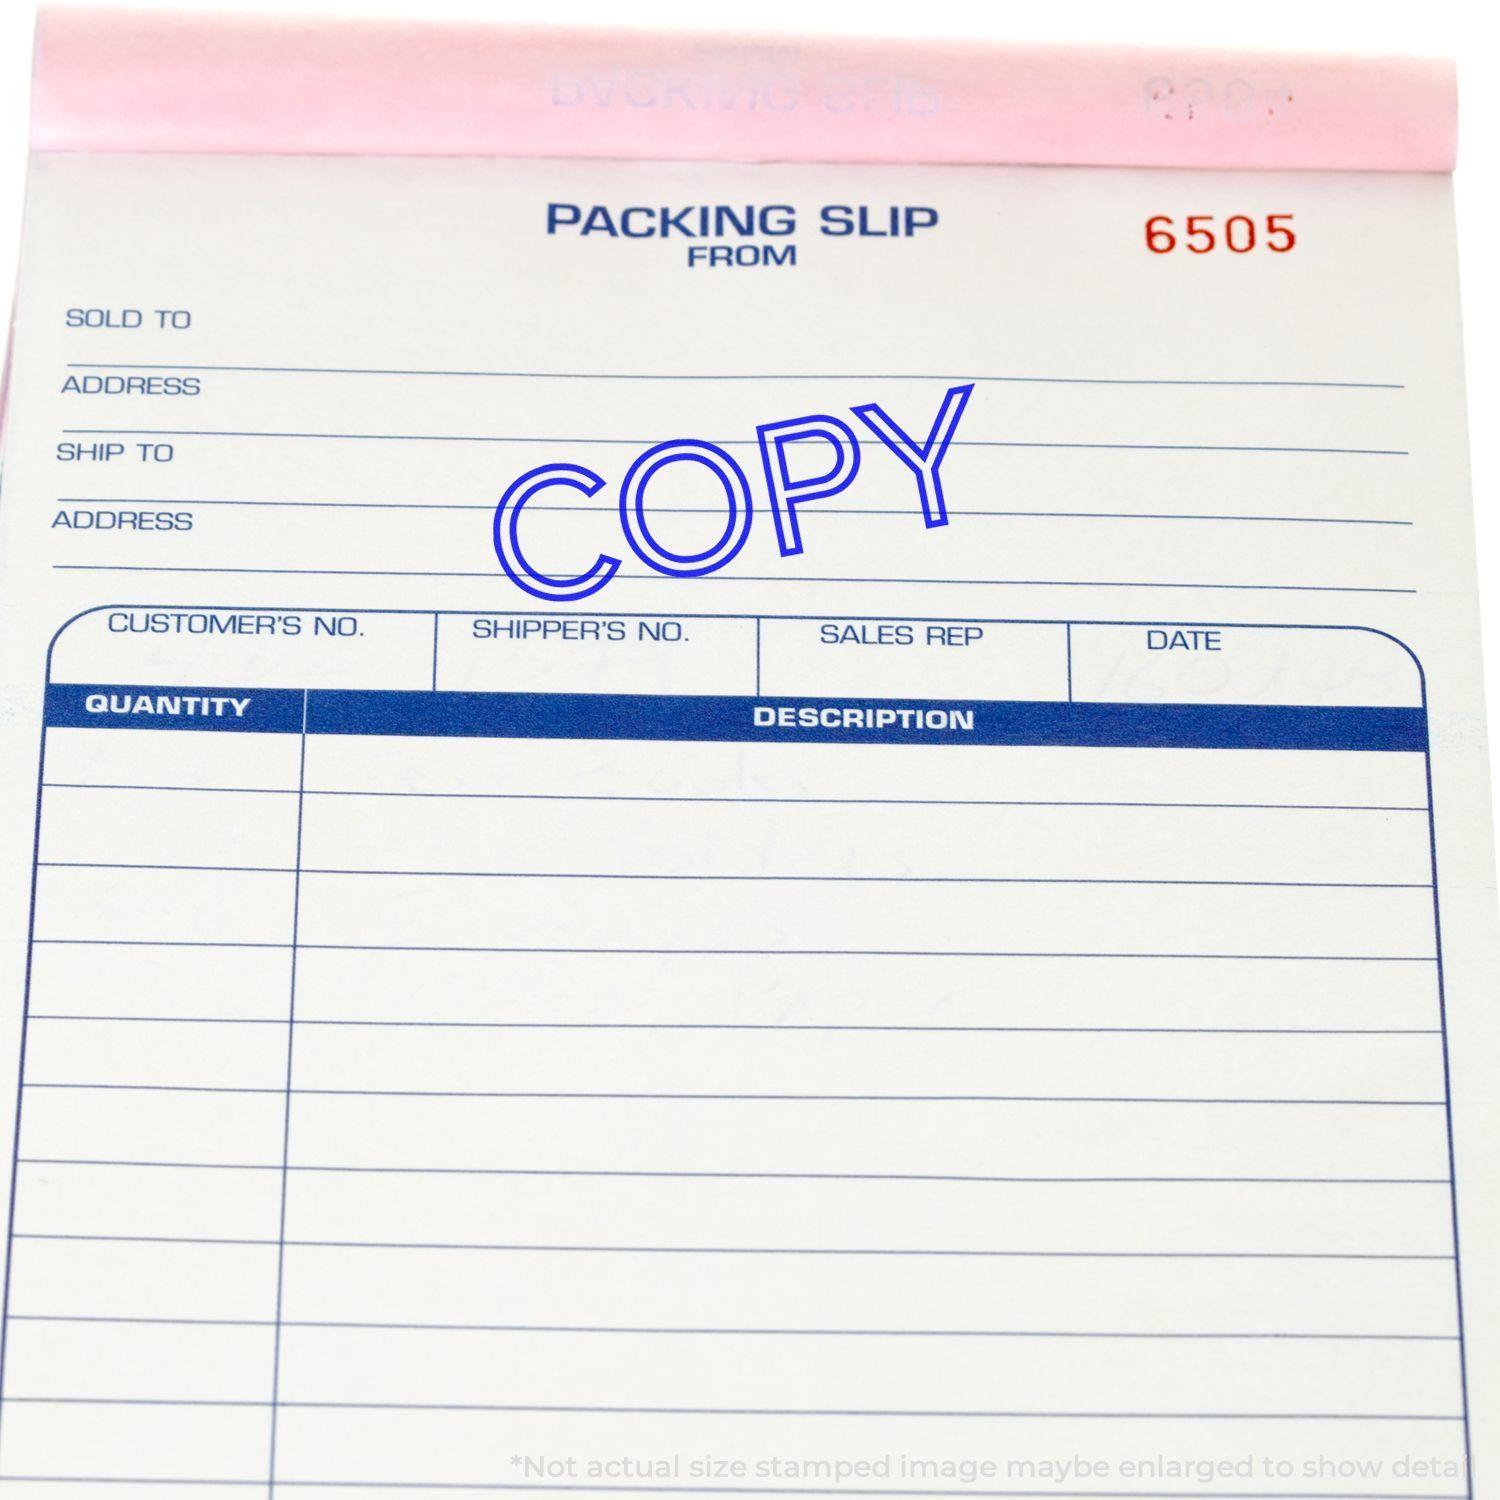 PACKING SLIP
FROM
6505
SOLD TO
ADDRESS
SHIP TO
ADDRESS
COPY
CUSTOMER'S NO. SHIPPER'S NO. SALES REP DATE
QUANTITY DESCRIPTION
*Not actual size stamped image maybe enlarged to show detail